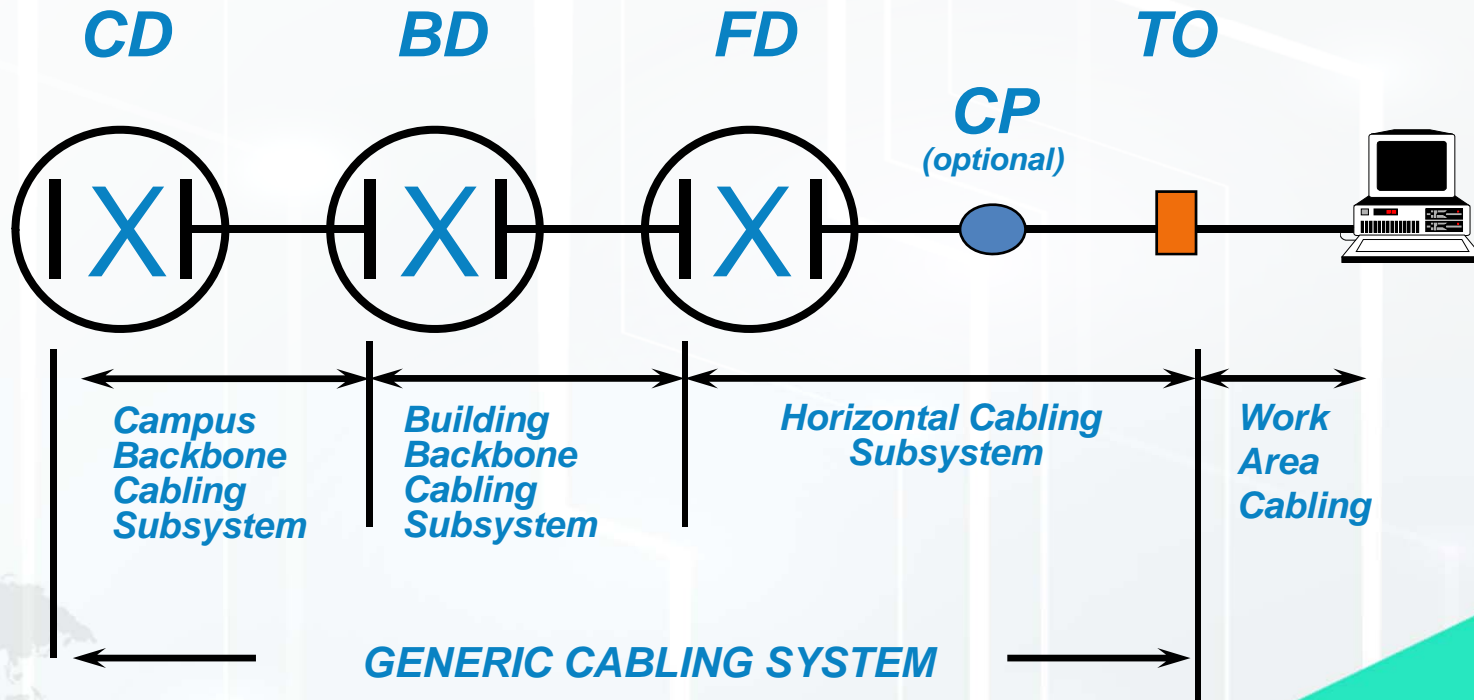 CD
BD
FD
TO
CP
(optional)
X
X
X
Campus
Backbone
Cabling
Subsystem
Building
Backbone
Cabling
Subsystem
Horizontal Cabling
Subsystem
Work
Area
Cabling
GENERIC CABLING SYSTEM